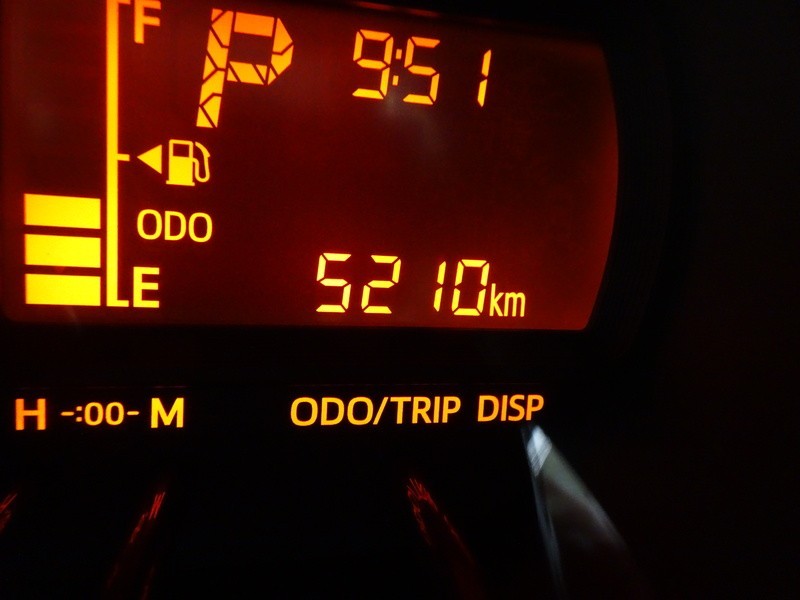 F P 9:51
ODO
E 5210km
H -:00- M ODO/TRIP DISP